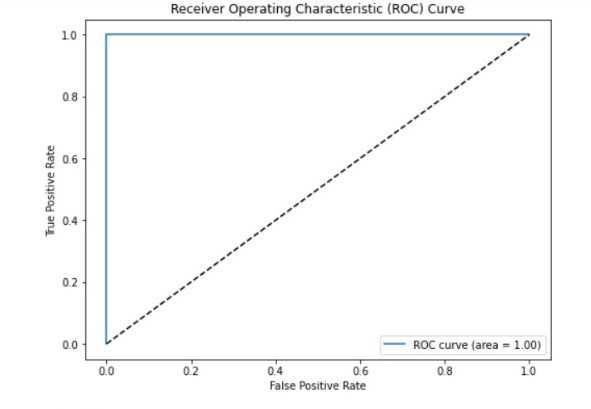 Receiver Operating Characteristic (ROC) Curve
1.0
0.8
0.6
0.4
0.2
0.0
True Positive Rate
0.0 0.2 0.4 0.6 0.8 1.0
False Positive Rate
ROC curve (area = 1.00)